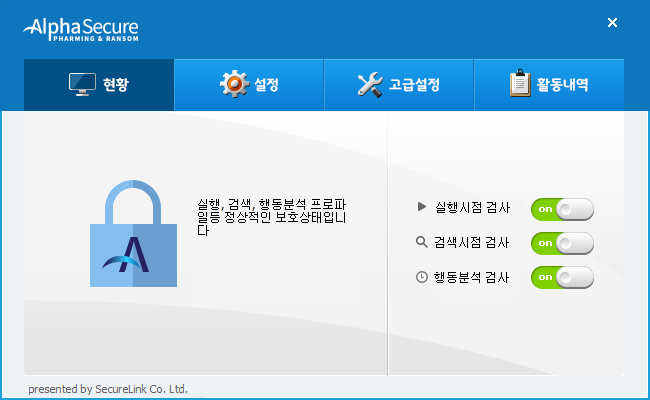 AlphaSecure
PHARMING & RANSOM
현황
설정
고급설정
활동내역
실행, 검색, 행동분석 프로파
일등 정상적인 보호상태입니
다
실행시점 검사
on
검색시점 검사
on
행동분석 검사
on
presented by SecureLink Co. Ltd.